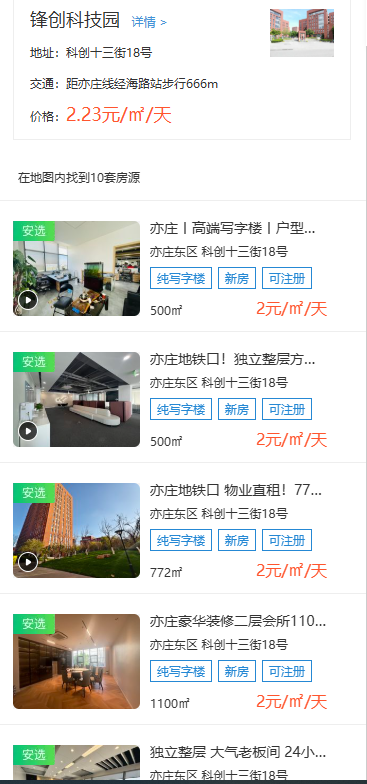 锋创科技园 详情 >
地址：科创十三街18号
交通：距亦庄线经海路站步行666m
价格：2.23元/㎡/天
在地图内找到10套房源
安选
亦庄丨高端写字楼丨户型...
亦庄东区 科创十三街18号
纯写字楼 新房 可注册
500㎡ 2元/㎡/天
安选
亦庄地铁口！独立整层方...
亦庄东区 科创十三街18号
纯写字楼 新房 可注册
500㎡ 2元/㎡/天
安选
亦庄地铁口 物业直租！77...
亦庄东区 科创十三街18号
纯写字楼 新房 可注册
772㎡ 2元/㎡/天
安选
亦庄豪华装修二层会所110...
亦庄东区 科创十三街18号
纯写字楼 新房 可注册
1100㎡ 2元/㎡/天
安选
独立整层 大气老板间 24小...
亦庄东区 科创十三街18号